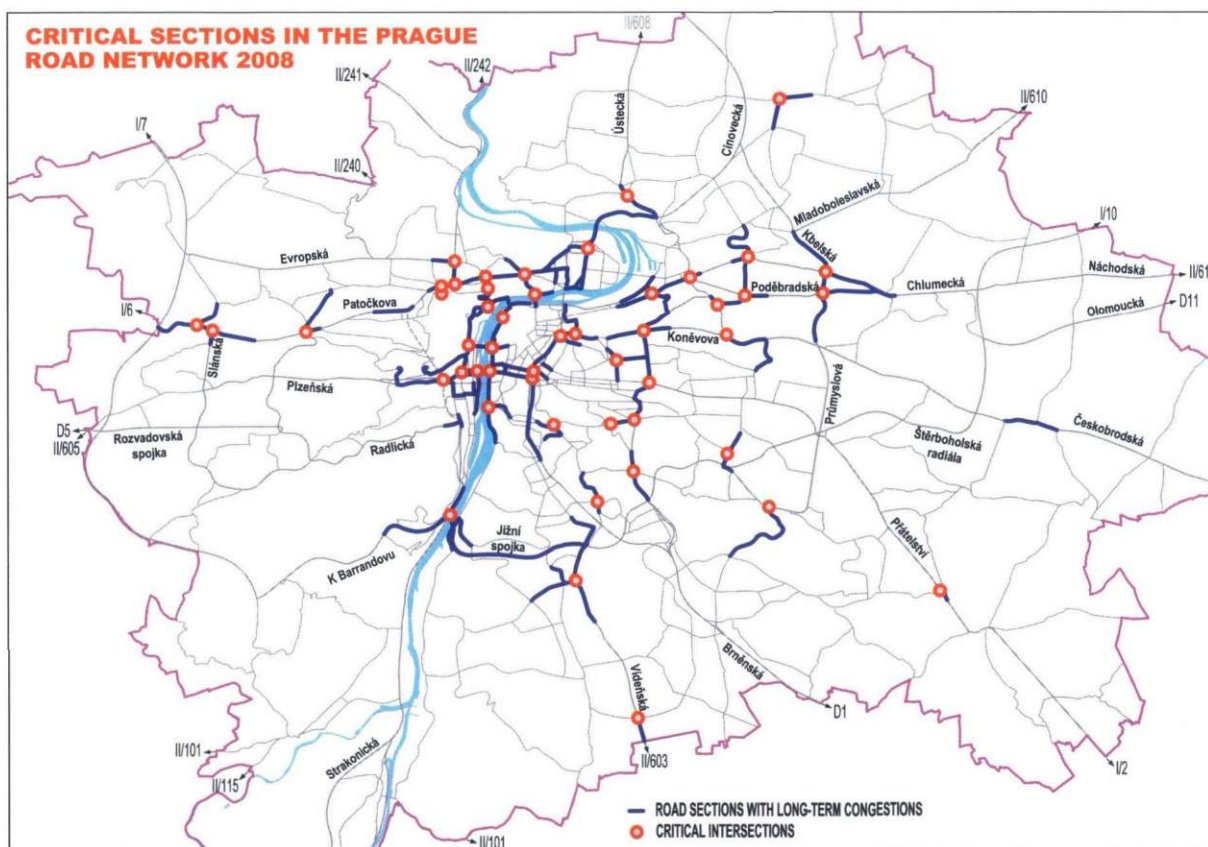 CRITICAL SECTIONS IN THE PRAGUE
ROAD NETWORK 2008
II/608
II/242
II/241
II/610
I/7
Ústecká
Cínovecká
II/240
Mladoboleslavská
I/10
Kbelská
Evropská
Náchodská
II/611
Chlumecká
Poděbradská
I/6
Patočkova
Olomoucká
D11
Koněvova
Slánská
Plzeňská
Průmyslová
D5
II/605
Rozvadovská
spojka
Radlická
Štěrboholská
radiála
Českobrodská
Jižní
spojka
K Barrandovu
Přátelství
Brněnská
Vídeňská
D1
II/101
II/603
Strakonická
I/2
II/115
II/101
ROAD SECTIONS WITH LONG-TERM CONGESTIONS
CRITICAL INTERSECTIONS